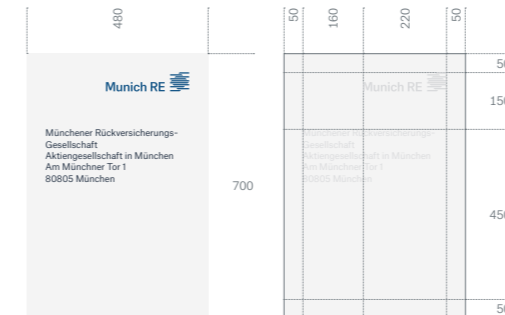 480
50
160
220
50
Munich RE
Münchener Rückversicherungs-
Gesellschaft
Aktiengesellschaft in München
Am Münchner Tor 1
80805 München
700
Munich RE
Münchener Rückversicherungs-
Gesellschaft
Aktiengesellschaft in München
Am Münchner Tor 1
80805 München
50
150
450
50